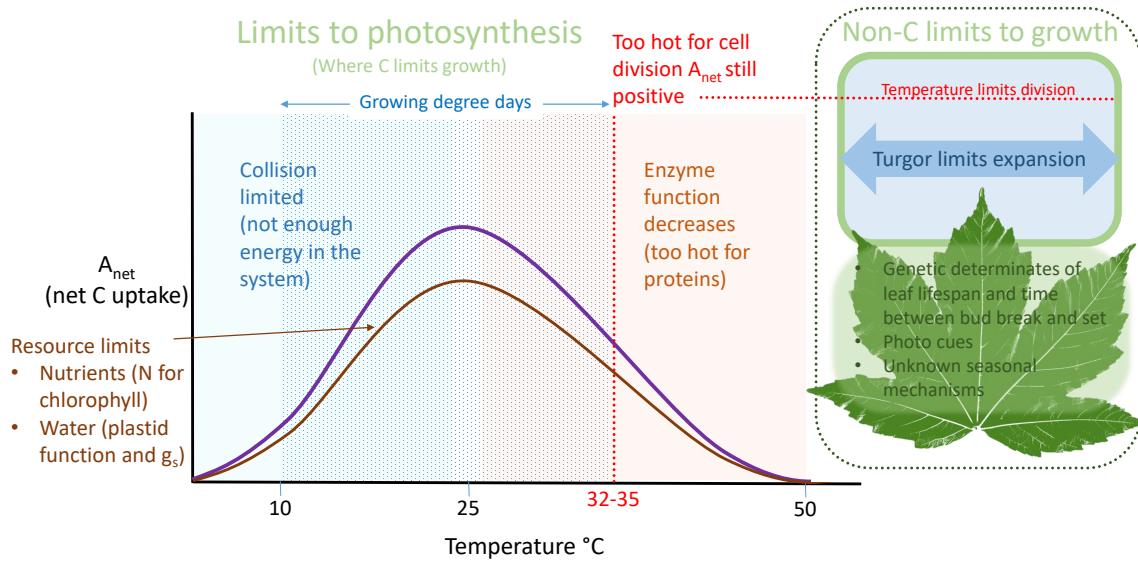 Limits to photosynthesis
(Where C limits growth)
Growing degree days
Too hot for cell
division Anet still
positive
Non-C limits to growth
Temperature limits division
Turgor limits expansion
Collision
limited
(not enough
energy in the
system)
Enzyme
function
decreases
(too hot for
proteins)
Anet
(net C uptake)
Resource limits
• Nutrients (N for
chlorophyll)
• Water (plastid
function and gs)
• Genetic determinates of
leaf lifespan and time
between bud break and set
• Photo cues
• Unknown seasonal
mechanisms
10
25
32-35
50
Temperature °C